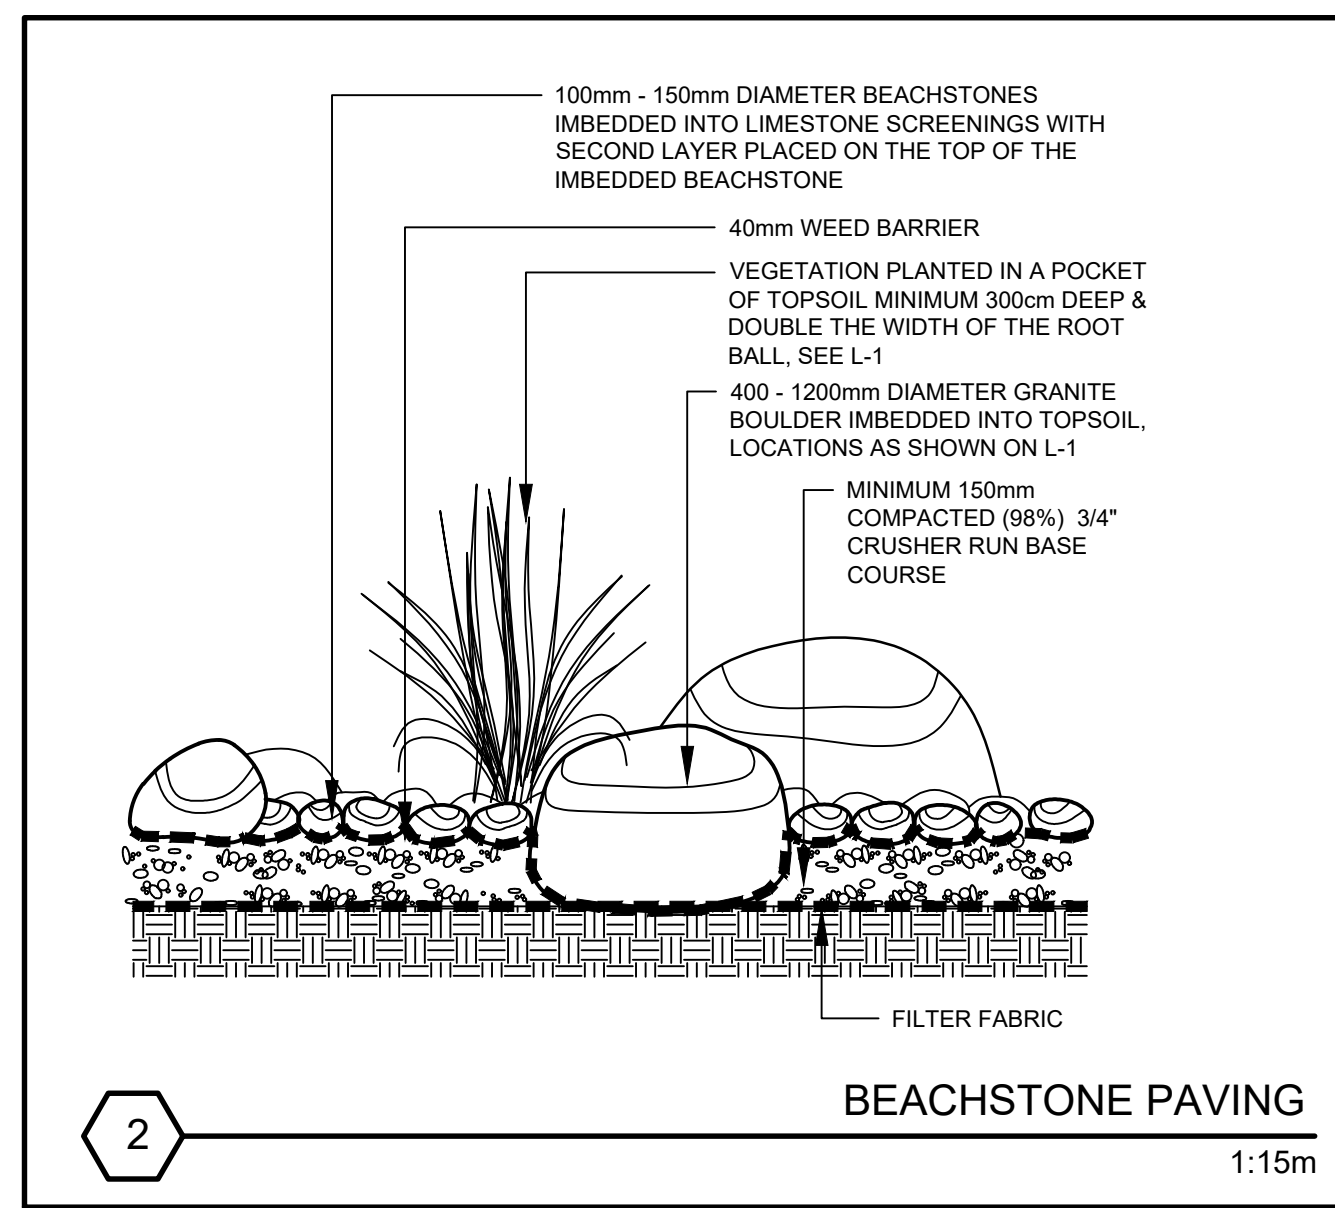 100mm - 150mm DIAMETER BEACHSTONES
IMBEDDED INTO LIMESTONE SCREENINGS WITH
SECOND LAYER PLACED ON THE TOP OF THE
IMBEDDED BEACHSTONE
40mm WEED BARRIER
VEGETATION PLANTED IN A POCKET
OF TOPSOIL MINIMUM 300cm DEEP &
DOUBLE THE WIDTH OF THE ROOT
BALL, SEE L-1
400 - 1200mm DIAMETER GRANITE
BOULDER IMBEDDED INTO TOPSOIL,
LOCATIONS AS SHOWN ON L-1
MINIMUM 150mm
COMPACTED (98%) 3/4"
CRUSHER RUN BASE
COURSE
FILTER FABRIC
BEACHSTONE PAVING
2
1:15m